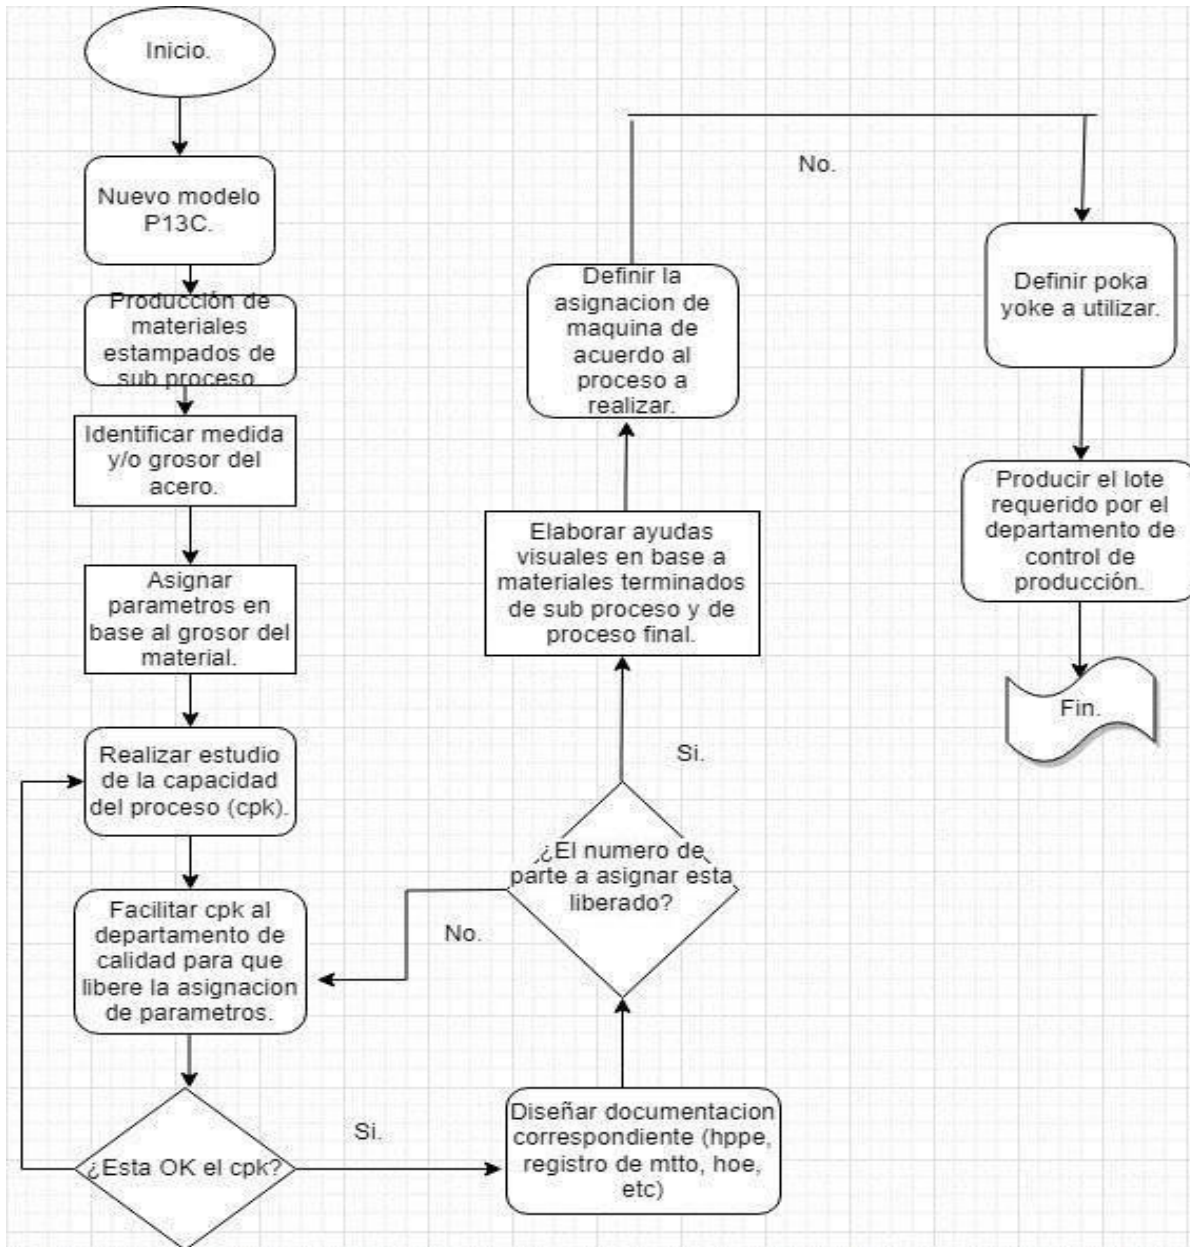 Inicio.
Nuevo modelo
P13C.
Producción de
materiales
estampados de
sub proceso
Identificar medida
y/o grosor del
acero.
Asignar
parametros en
base al grosor del
material.
Realizar estudio
de la capacidad
del proceso (cpk).
Facilitar cpk al
departamento de
calidad para que
libere la asignacion
de parametros.
¿Esta OK el cpk?
Si.
Diseñar documentacion
correspondiente (hppe,
registro de mtto, hoe,
etc)
¿El numero de
parte a asignar esta
liberado?
No.
Si.
Elaborar ayudas
visuales en base a
materiales terminados
de sub proceso y de
proceso final.
Definir la
asignacion de
maquina de
acuerdo al
proceso a
realizar.
No.
Definir poka
yoke a utilizar.
Producir el lote
requerido por el
departamento de
control de
producción.
Fin.